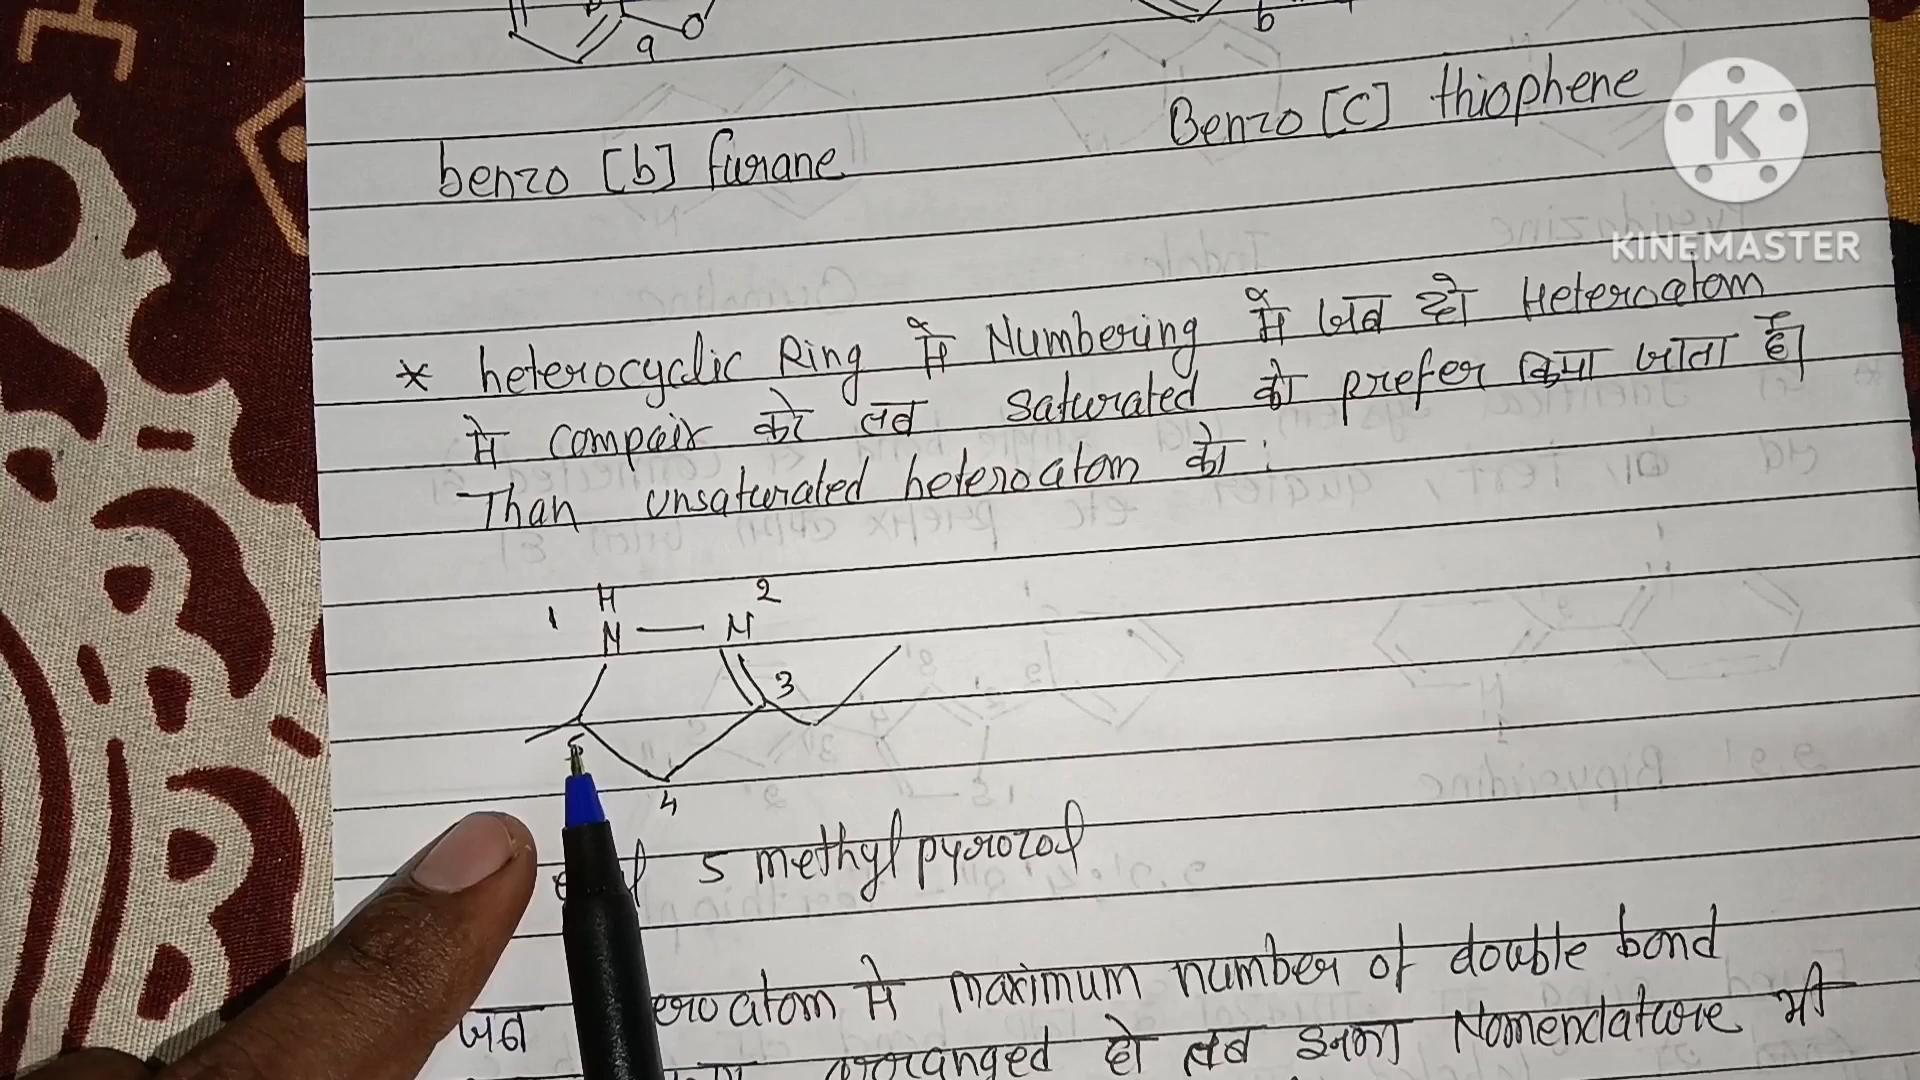 a O
b
Benzo [C] thiophene
benzo [b] furane
K
KINEMASTER
* heterocyclic Ring में Numbering में जब दो Heteroatom
मे compair करे तब saturated को prefer किया जाता है।
Than unsaturated heteroatom को
1 H 2
N N
3
5
4
5 methyl pyrozol
जब eroatom मे maximum number of double bond
arranged हो तब इनका Nomenclature भी